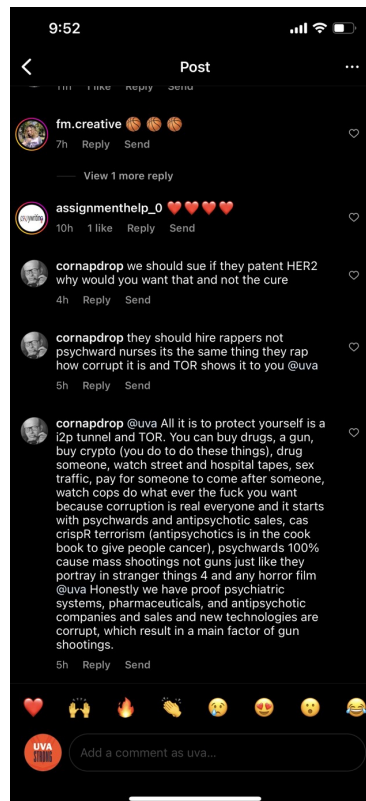 9:52
Post
fm.creative 🏀 🏀 🏀
7h Reply Send
View 1 more reply
assignmenthelp_0 ❤️❤️❤️❤️
10h 1 like Reply Send
cornapdrop we should sue if they patent HER2
why would you want that and not the cure
4h Reply Send
cornapdrop they should hire rappers not
psychward nurses its the same thing they rap
how corrupt it is and TOR shows it to you @uva
5h Reply Send
cornapdrop @uva All it is to protect yourself is a
i2p tunnel and TOR. You can buy drugs, a gun,
buy crypto (you do to do these things), drug
someone, watch street and hospital tapes, sex
traffic, pay for someone to come after someone,
watch cops do what ever the fuck you want
because corruption is real everyone and it starts
with psychwards and antipsychotic sales, cas
crispR terrorism (antipsychotics is in the cook
book to give people cancer), psychwards 100%
cause mass shootings not guns just like they
portray in stranger things 4 and any horror film
@uva Honestly we have proof psychiatric
systems, pharmaceuticals, and antipsychotic
companies and sales and new technologies are
corrupt, which result in a main factor of gun
shootings.
5h Reply Send
UVA
STRONG
Add a comment as uva...